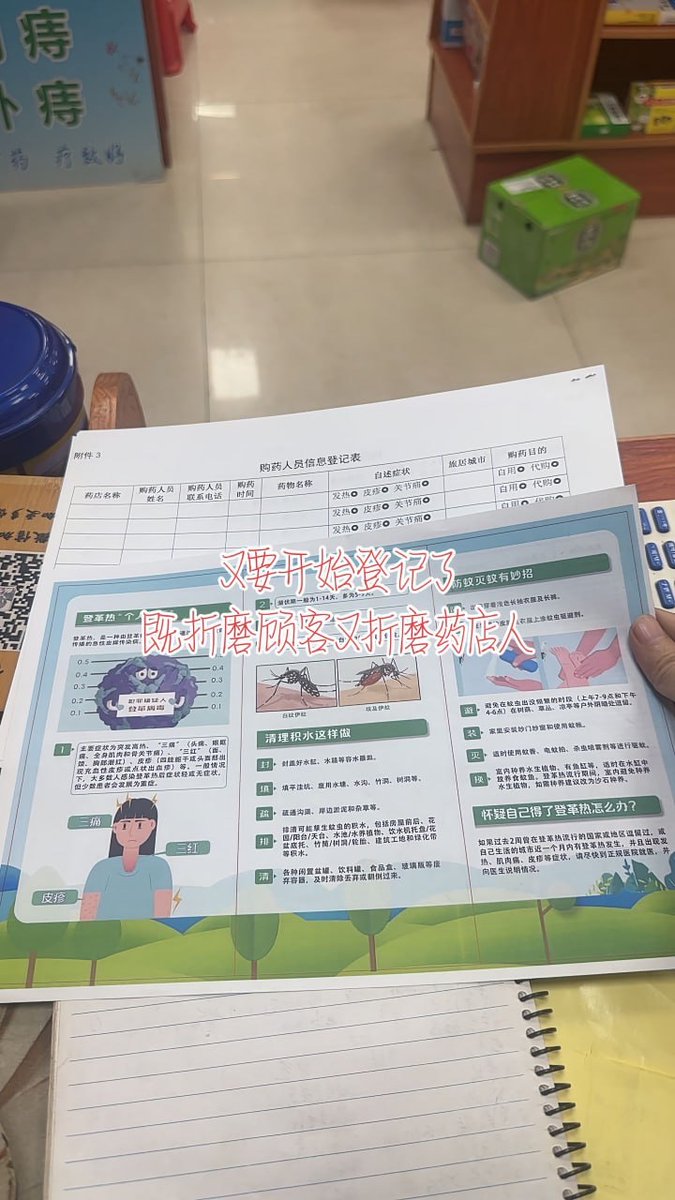 痔
外痔
药 疗效好
附件3
购药人员信息登记表
药店名称 购药人员姓名 购药人员联系电话 购药时间 药物名称 自述症状 旅居城市 购药目的
发热 皮疹 关节痛 自用 代购
发热 皮疹 关节痛 自用 代购
发热 皮疹 关节痛 自用 代购
又要开始登记了
既折磨顾客又折磨药店人
登革热"个人
登革热，是一种由登革
传播的急性虫媒传染病。
0.5 0.4
0.4 0.3
0.3 0.2
0.2 0.1
0.1
犯罪嫌疑人
登革病毒
1
主要症状为突发高热、"三痛"（头痛、眼眶
痛、全身肌肉和骨关节痛）、"三红"（面、
颈、胸部潮红）、皮疹（四肢躯干或头面部出
现充血性皮疹或点状出血疹）等。一般情况
下，大多数人感染登革热后症状轻或无症状，
但少数患者会发展为重症。
三痛
三红
皮疹
2
潜伏期一般为1-14天，多为5-9天。
白纹伊蚊 埃及伊蚊
清理积水这样做
封 封盖好水缸、水池等容水器皿。
填 填平洼坑、废用水塘、水沟、竹洞、树洞等。
疏 疏通沟渠、岸边淤泥和杂草等。
排 排清可能孳生蚊虫的积水，包括房屋前后、花
园/阳台/天台、水池/水养植物、饮水机托盘/花
盆底托、竹筒/树洞/轮胎、建筑工地和绿化带
等积水。
清 各种闲置盆罐、饮料罐、食品盒、玻璃瓶等废
弃容器，及时清除丢弃或翻倒过来。
防蚊灭蚊有妙招
穿着浅色长袖衣服及长裤，
衣服上涂蚊虫驱避剂。
避 避免在蚊虫出没频繁的时段（上午7-9点和下午
4-6点）在树荫、草丛、凉亭等户外阴暗处逗留。
装 家里安装纱门纱窗和使用蚊帐。
灭 适时使用蚊香、电蚊拍、杀虫喷雾剂等进行驱蚊。
换 室内种养水生植物、有鱼缸等，适时在水缸中
放养食蚊鱼。登革热流行期间，室内避免种养
水生植物，如需种养建议改为沙石种养。
怀疑自己得了登革热怎么办？
如果过去2周曾在登革热流行的国家或地区逗留过，或
自己生活的城市近一个月内有登革热发生，并且出现发
热、肌肉痛、皮疹等症状，请尽快到正规医院就医，并
向医生说明情况。